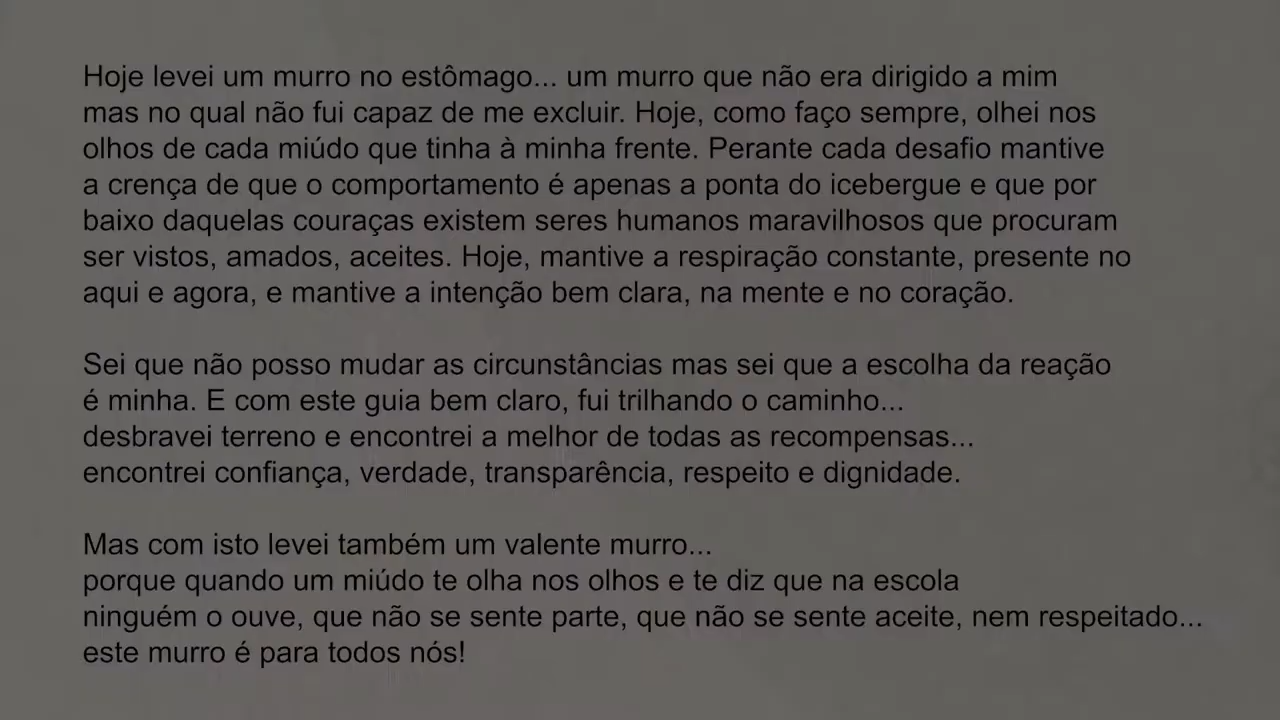 Hoje levei um murro no estômago... um murro que não era dirigido a mim
mas no qual não fui capaz de me excluir. Hoje, como faço sempre, olhei nos
olhos de cada miúdo que tinha à minha frente. Perante cada desafio mantive
a crença de que o comportamento é apenas a ponta do icebergue e que por
baixo daquelas couraças existem seres humanos maravilhosos que procuram
ser vistos, amados, aceites. Hoje, mantive a respiração constante, presente no
aqui e agora, e mantive a intenção bem clara, na mente e no coração.
Sei que não posso mudar as circunstâncias mas sei que a escolha da reação
é minha. E com este guia bem claro, fui trilhando o caminho...
desbravei terreno e encontrei a melhor de todas as recompensas...
encontrei confiança, verdade, transparência, respeito e dignidade.
Mas com isto levei também um valente murro...
porque quando um miúdo te olha nos olhos e te diz que na escola
ninguém o ouve, que não se sente parte, que não se sente aceite, nem respeitado...
este murro é para todos nós!